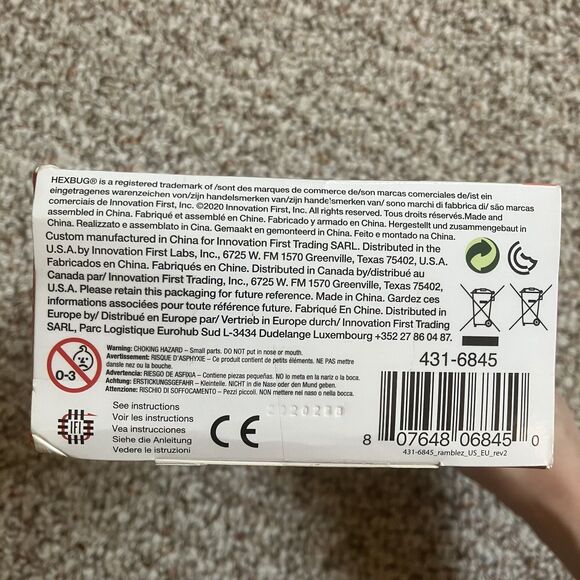 HEXBUG® is a registered trademark of /sont des marques de commerce de/son marcas comerciales de/ist ein
eingetragenes warenzeichen von/zijn handelsmerken van/zijn handelsmerken van/ sono marchi di fabbrica di/ são marcas
comerciais de Innovation First, Inc. ©2020 Innovation First, Inc. All rights reserved. Tous droits réservés.Made and
assembled in China. Fabriqué et assemblé en Chine. Fabricado y armado en China. Hergestellt und zusammengebaut in
China. Realizzato e assemblato in Cina. Gemaakt en gemonteerd in China. Feito e montado na China.
Custom manufactured in China for Innovation First Trading SARL. Distributed in the
U.S.A.by Innovation First Labs, Inc., 6725 W. FM 1570 Greenville, Texas 75402, U.S.A.
Fabricados en China. Fabriqués en Chine. Distributed in Canada by/distribué au
Canada par/ Innovation First Trading, Inc., 6725 W. FM 1570 Greenville, Texas 75402,
U.S.A. Please retain this packaging for future reference. Made in China. Gardez ces
informations associées pour toute référence future. Fabriqué En Chine. Distributed in
Europe by/ Distribué en Europe par/ Vertrieb in Europe durch/ Innovation First Trading
SARL, Parc Logistique Eurohub Sud L-3434 Dudelange Luxembourg +352 27 86 04 87.
0-3
Warning: CHOKING HAZARD — Small parts. DO NOT put in nose or mouth.
Avertissement: RISQUE D'ASPHYXIE — Ce produit contient de petits éléments. NE PAS mettre
dans le nez ou la bouche.
Advertencia: RIESGO DE ASFIXIA — Contiene piezas pequeñas. NO lo meta en la nariz o la boca.
Achtung: ERSTICKUNGSGEFAHR – Kleinteile. NICHT in die Nase oder den Mund geben.
Attenzione: RISCHIO DI SOFFOCAMENTO - Pezzi piccoli. NON mettere nel naso o nella bocca.
431-6845
IFI
See instructions
Voir les instructions
Vea instrucciones
Siehe die Anleitung
Vedere le istruzioni
CE
8 07648 06845 0
431-6845_ramblez_US_EU_rev2